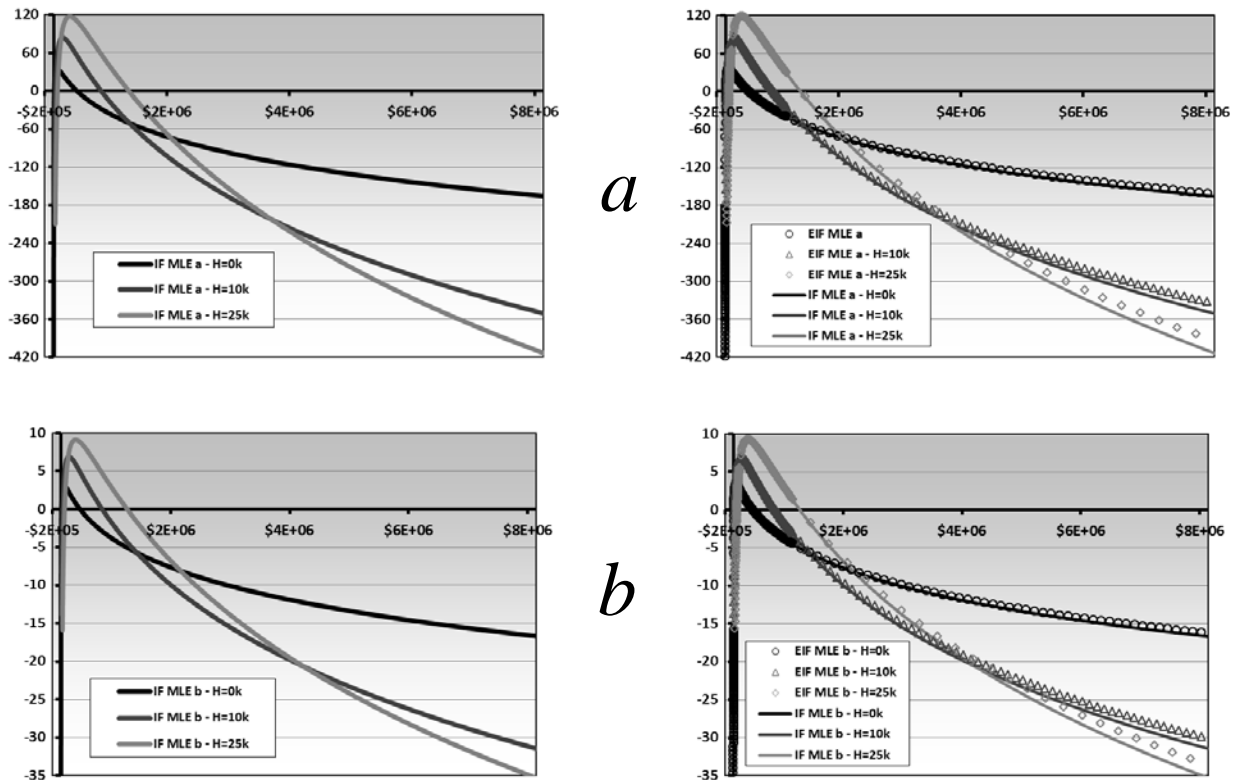 120
60
0
-$2E+05 $2E+06 $4E+06 $6E+06 $8E+06
-60
-120
-180
-240
-300
-360
-420
IF MLE a - H=0k
IF MLE a - H=10k
IF MLE a - H=25k
a
120
90
60
30
0
-$2E+05 $2E+06 $4E+06 $6E+06 $8E+06
-60
-120
-180
-240
-300
-360
-420
EIF MLE a
EIF MLE a - H=10k
EIF MLE a - H=25k
IF MLE a - H=0k
IF MLE a - H=10k
IF MLE a - H=25k
10
5
0
-$2E+05 $2E+06 $4E+06 $6E+06 $8E+06
-5
-10
-15
-20
-25
-30
-35
IF MLE b - H=0k
IF MLE b - H=10k
IF MLE b - H=25k
b
10
5
0
-$2E+05 $2E+06 $4E+06 $6E+06 $8E+06
-5
-10
-15
-20
-25
-30
-35
EIF MLE b - H=0k
EIF MLE b - H=10k
EIF MLE b - H=25k
IF MLE b - H=0k
IF MLE b - H=10k
IF MLE b - H=25k